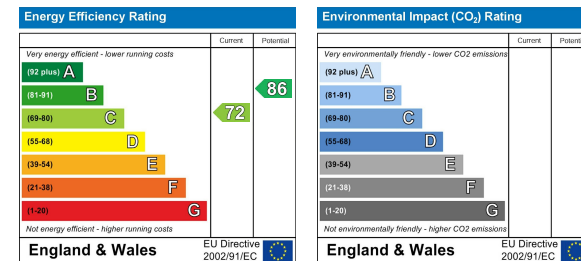 Energy Efficiency Rating
Current Potential
Very energy efficient - lower running costs
(92 plus) A
(81-91) B
86
(69-80) C
72
(55-68) D
(39-54) E
(21-38) F
(1-20) G
Not energy efficient - higher running costs
England & Wales
EU Directive
2002/91/EC
Environmental Impact (CO₂) Rating
Current Potential
Very environmentally friendly - lower CO2 emissions
(92 plus) A
(81-91) B
(69-80) C
(55-68) D
(39-54) E
(21-38) F
(1-20) G
Not environmentally friendly - higher CO2 emissions
England & Wales
EU Directive
2002/91/EC